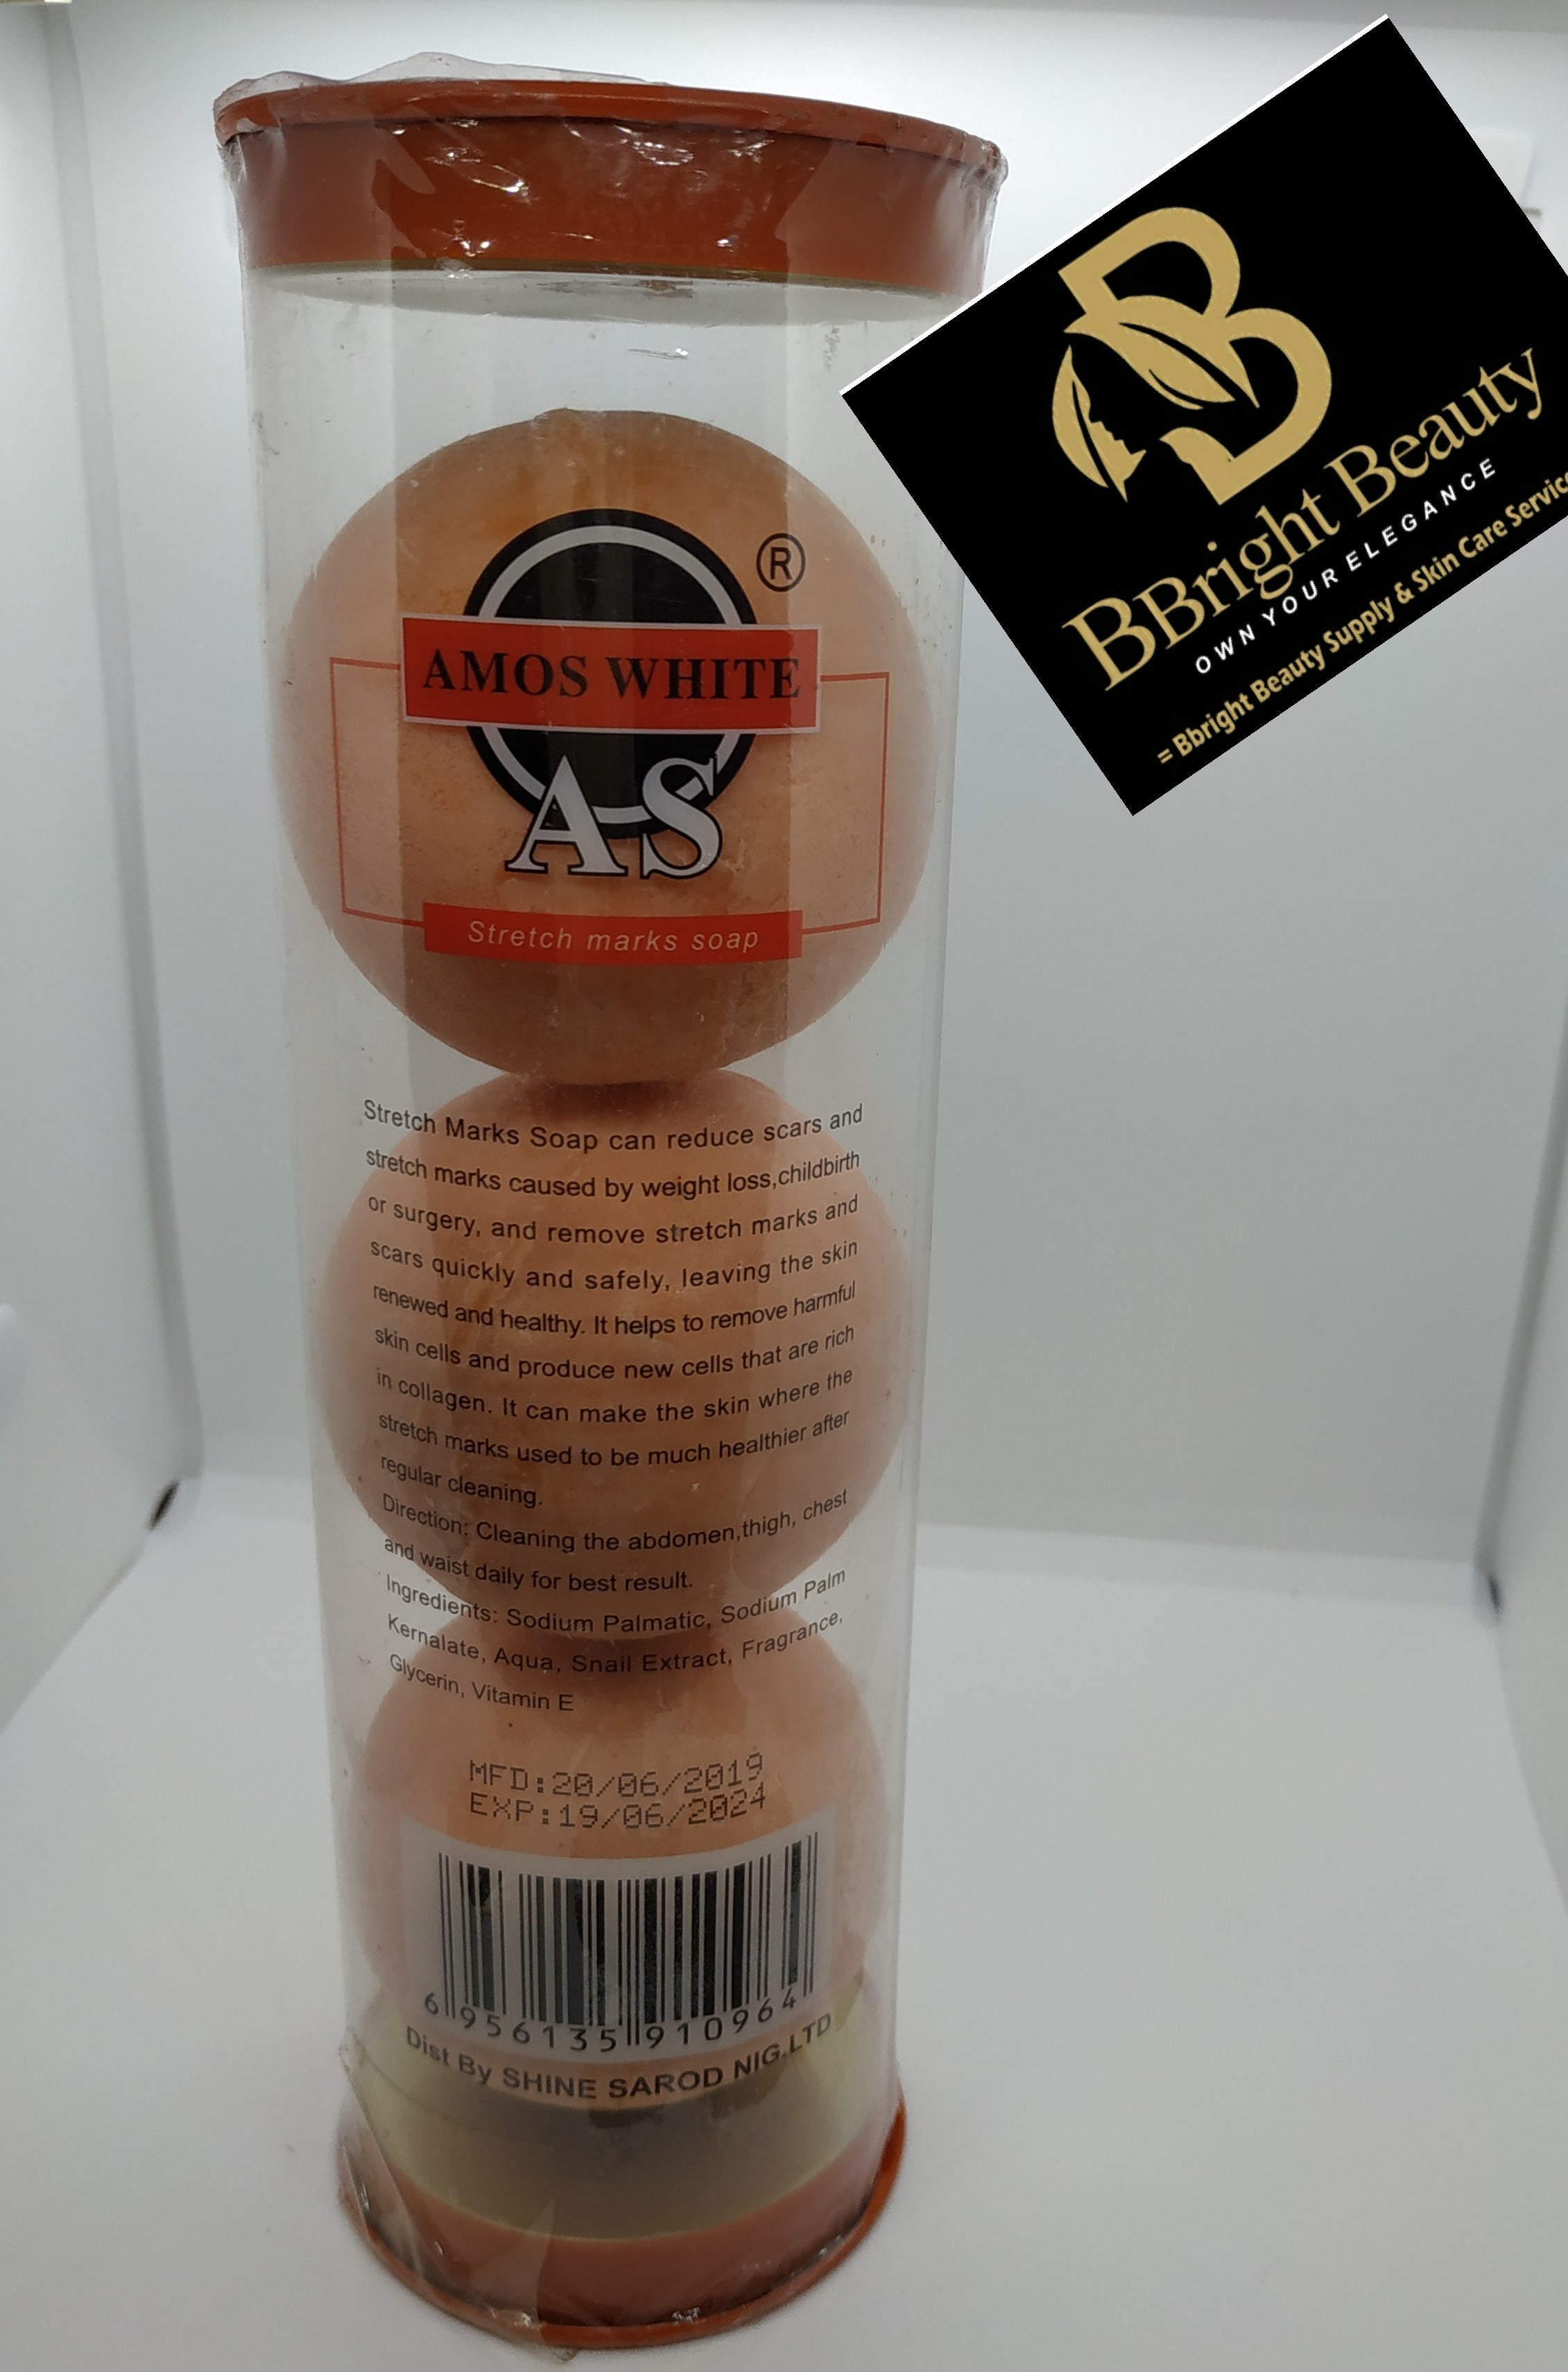 AMOS WHITE
®
AS
Stretch marks soap
Stretch Marks Soap can reduce scars and
stretch marks caused by weight loss,childbirth
or surgery, and remove stretch marks and
scars quickly and safely, leaving the skin
renewed and healthy. It helps to remove harmful
skin cells and produce new cells that are rich
in collagen. It can make the skin where the
stretch marks used to be much healthier after
regular cleaning.
Direction: Cleaning the abdomen,thigh, chest
and waist daily for best result.
Ingredients: Sodium Palmatic, Sodium Palm
Kernalate, Aqua, Snail Extract, Fragrance,
Glycerin, Vitamin E
MFD:20/06/2019
EXP:19/06/2024
6 956135 910964
Dist By SHINE SAROD NIG.LTD
B
BBright Beauty
OWN YOUR ELEGANCE
= Bbright Beauty Supply & Skin Care Service